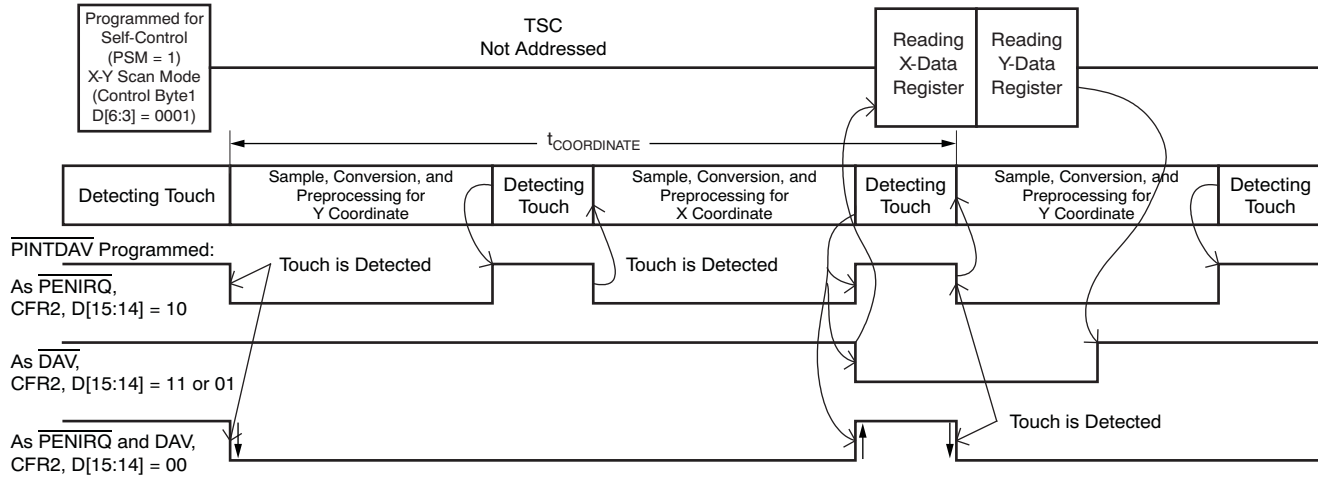 Programmed for
Self-Control
(PSM = 1)
X-Y Scan Mode
(Control Byte1
D[6:3] = 0001)
TSC
Not Addressed
Reading
X-Data
Register
Reading
Y-Data
Register
tCOORDINATE
Detecting Touch
Sample, Conversion, and
Preprocessing for
Y Coordinate
Detecting
Touch
Sample, Conversion, and
Preprocessing for
X Coordinate
Detecting
Touch
Sample, Conversion, and
Preprocessing for
Y Coordinate
Detecting
Touch
PINTDAV Programmed:
As PENIRQ,
CFR2, D[15:14] = 10
Touch is Detected
Touch is Detected
As DAV,
CFR2, D[15:14] = 11 or 01
As PENIRQ and DAV,
CFR2, D[15:14] = 00
Touch is Detected